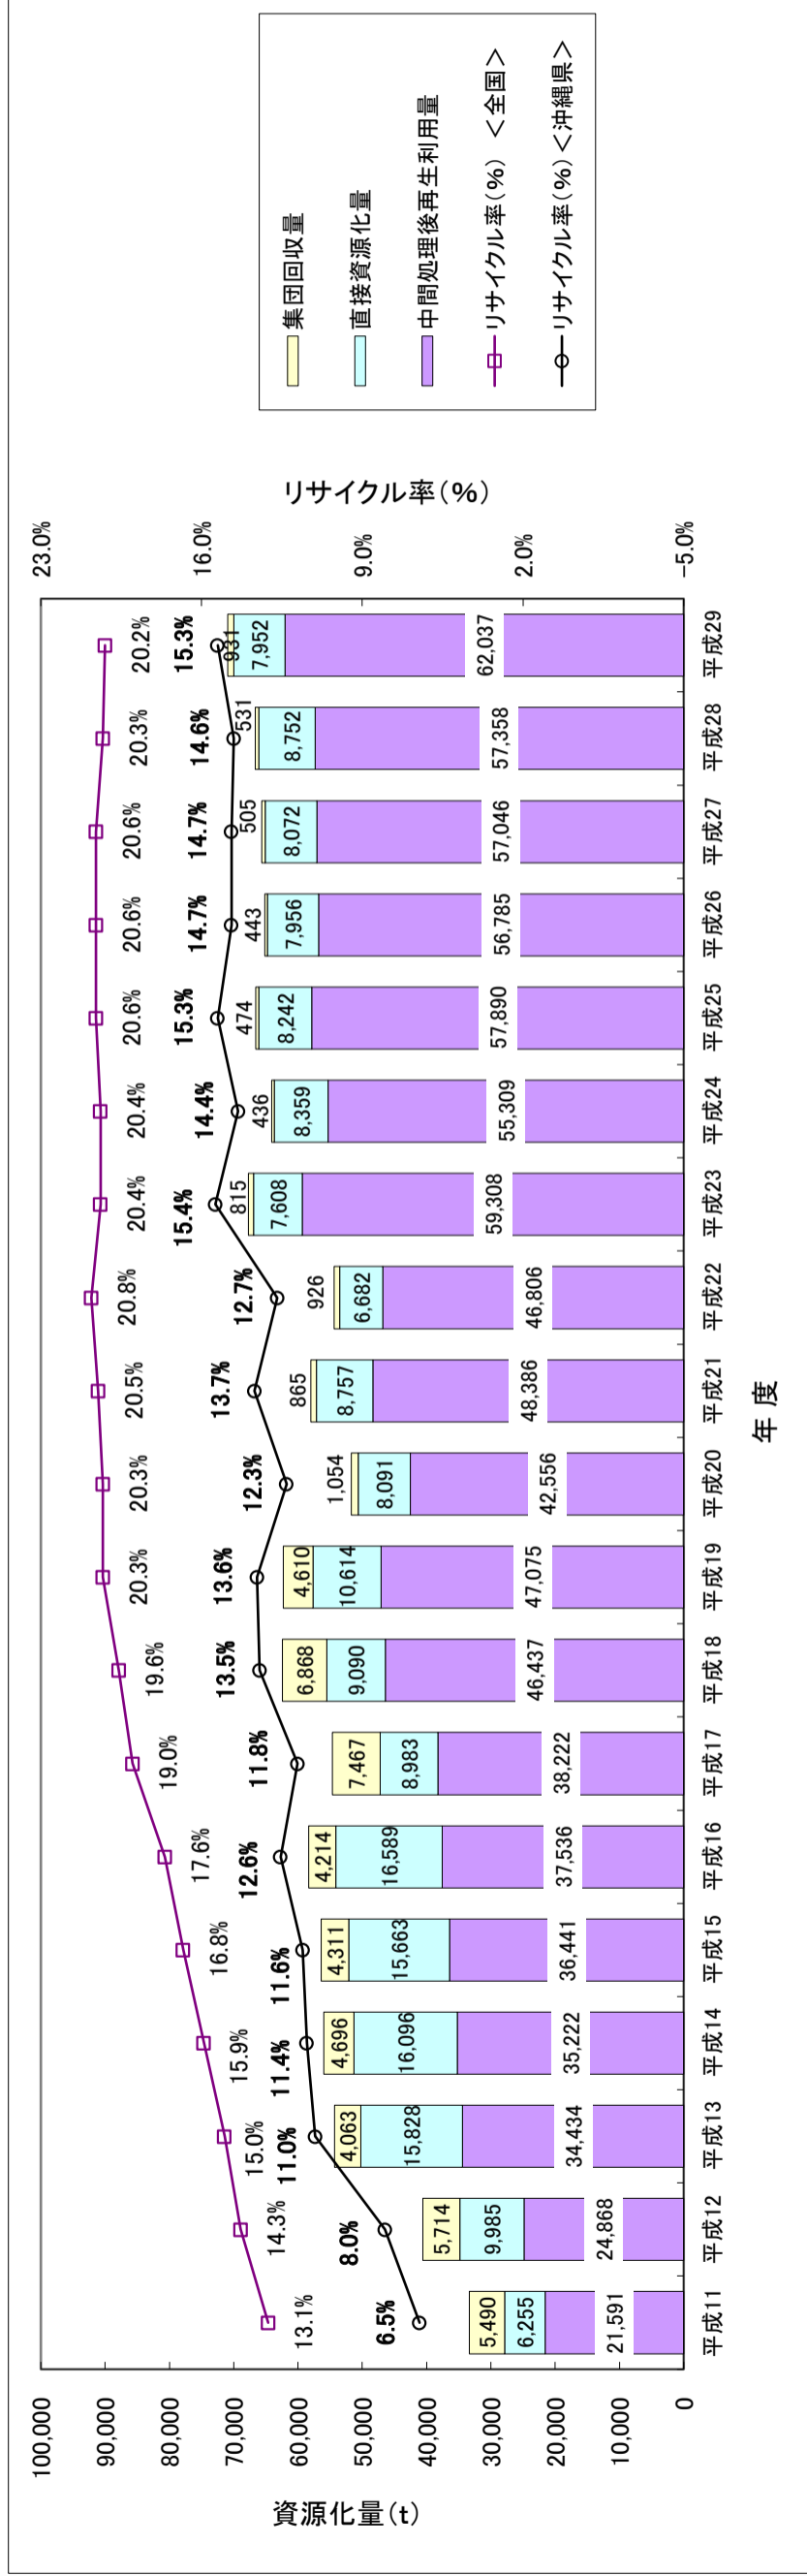 資源化量(t)
100,000
90,000
80,000
70,000
60,000
50,000
40,000
30,000
20,000
10,000
0
リサイクル率(%)
23.0%
16.0%
9.0%
2.0%
-5.0%
13.1% 14.3% 15.0% 15.9% 16.8% 17.6% 19.0% 19.6% 20.3% 20.3% 20.5% 20.8% 20.4% 20.4% 20.6% 20.6% 20.6% 20.3% 20.2%
6.5% 8.0% 11.0% 11.4% 11.6% 12.6% 11.8% 13.5% 13.6% 12.3% 13.7% 12.7% 15.4% 14.4% 15.3% 14.7% 14.7% 14.6% 15.3%
5,490 5,714 4,063 4,696 4,311 4,214 7,467 6,868 4,610 1,054 865 926 815 436 474 443 505 531 931
6,255 9,985 15,828 16,096 15,663 16,589 8,983 9,090 10,614 8,091 8,757 6,682 7,608 8,359 8,242 7,956 8,072 8,752 7,952
21,591 24,868 34,434 35,222 36,441 37,536 38,222 46,437 47,075 42,556 48,386 46,806 59,308 55,309 57,890 56,785 57,046 57,358 62,037
平成11 平成12 平成13 平成14 平成15 平成16 平成17 平成18 平成19 平成20 平成21 平成22 平成23 平成24 平成25 平成26 平成27 平成28 平成29
年 度
集団回収量
直接資源化量
中間処理後再生利用量
リサイクル率(%) <全国>
リサイクル率(%)<沖縄県>